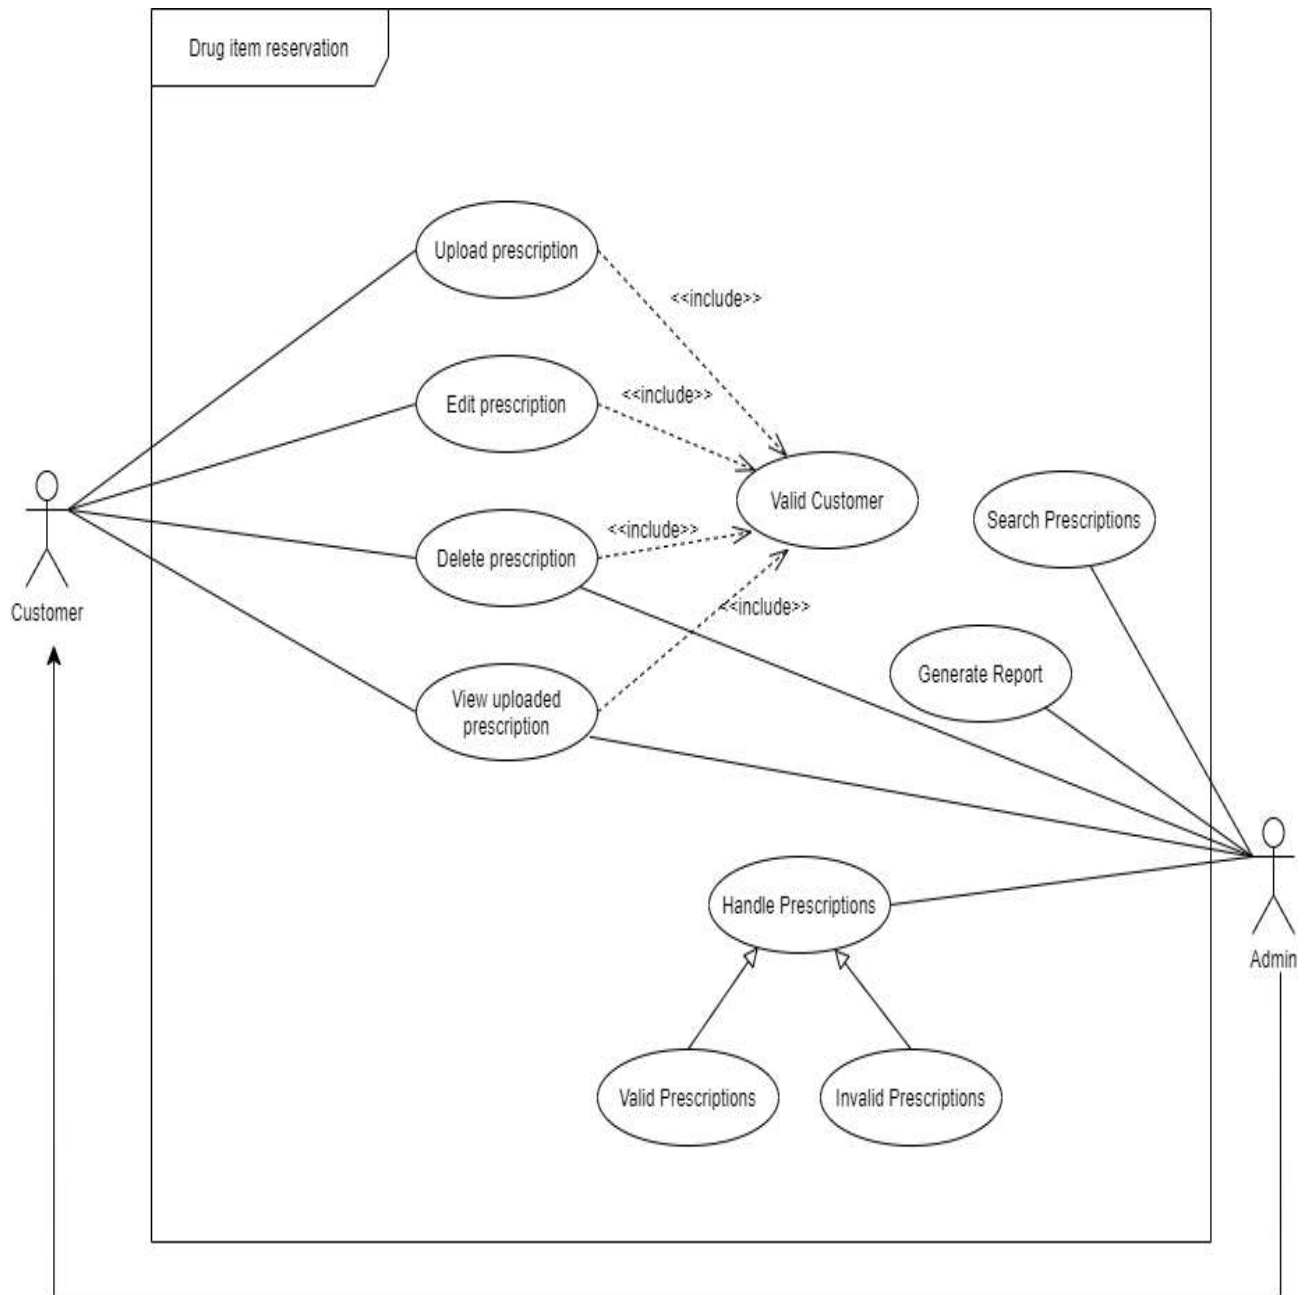 Drug item reservation
Upload prescription
<<include>>
Edit prescription
<<include>>
Valid Customer
Search Prescriptions
Delete prescription
<<include>>
Customer
<<include>>
Generate Report
View uploaded
prescription
Handle Prescriptions
Admin
Valid Prescriptions
Invalid Prescriptions